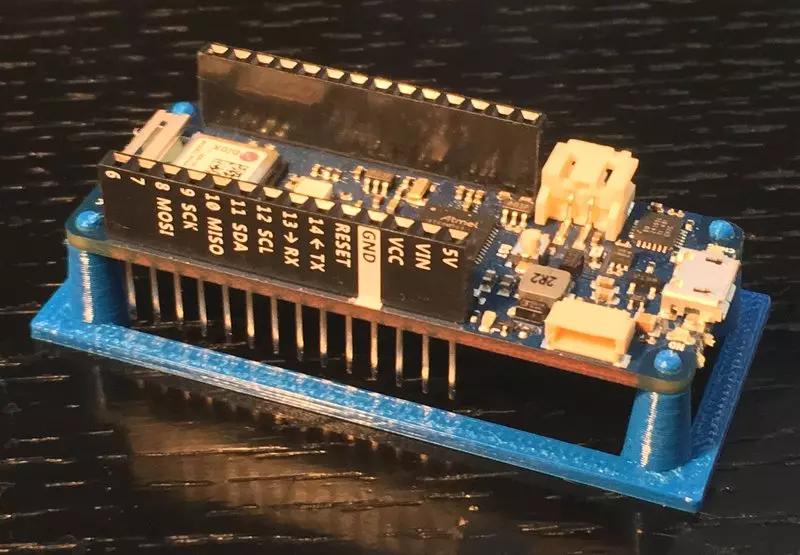 6
7
8 MOSI
9 SCK
10 MISO
11 SDA
12 SCL
13→RX
14←TX
RESET
GND
VCC
VIN
5V
Atmel
2R2